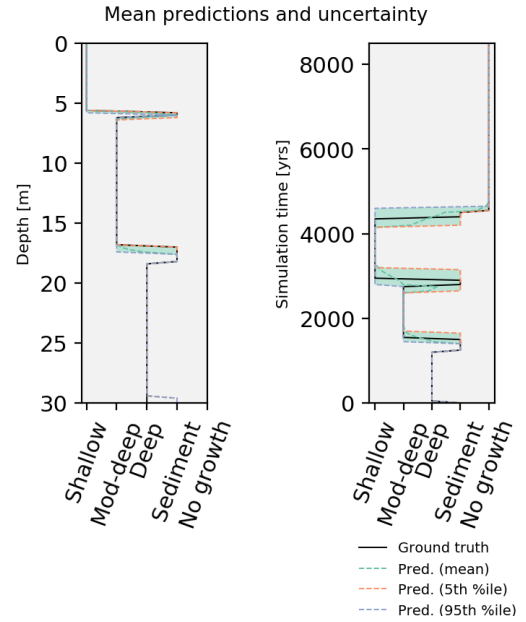 Mean predictions and uncertainty
Depth [m]
0
5
10
15
20
25
30
Shallow
Mod-deep
Deep
Sediment
No growth
Simulation time [yrs]
8000
6000
4000
2000
0
Shallow
Mod-deep
Deep
Sediment
No growth
Ground truth
Pred. (mean)
Pred. (5th %ile)
Pred. (95th %ile)